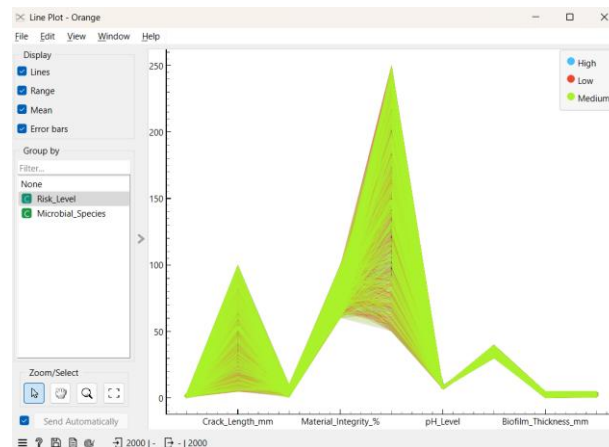 Line Plot - Orange
File Edit View Window Help
Display
Lines
Range
Mean
Error bars
Group by
Filter...
None
C Risk_Level
C Microbial_Species
Zoom/Select
Send Automatically
2000 | - - | 2000
250
200
150
100
50
0
Crack_Length_mm
Material_Integrity_%
pH_Level
Biofilm_Thickness_mm
High
Low
Medium